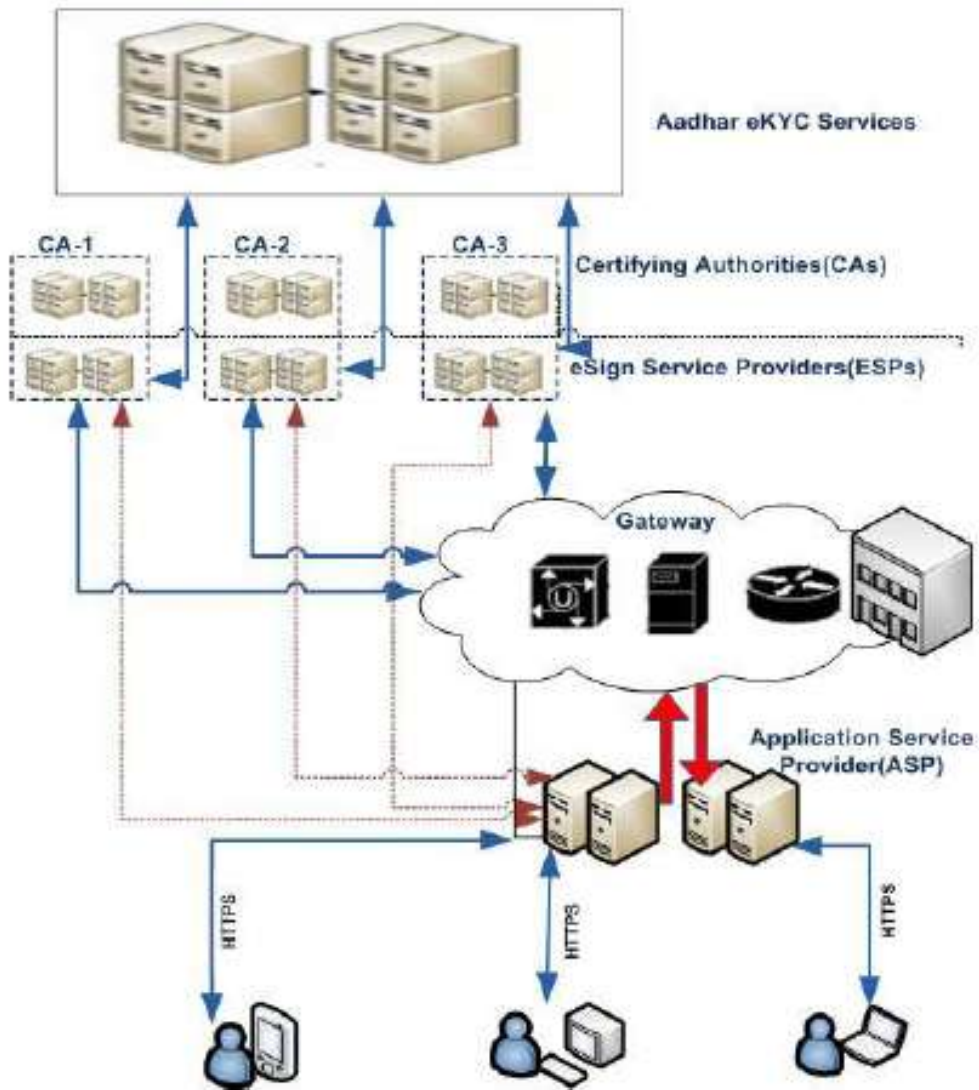 Aadhar eKYC Services
CA-1
CA-2
CA-3
Certifying Authorities(CAs)
eSign Service Providers(ESPs)
Gateway
U
Application Service
Provider(ASP)
HTTPS
HTTPS
HTTPS